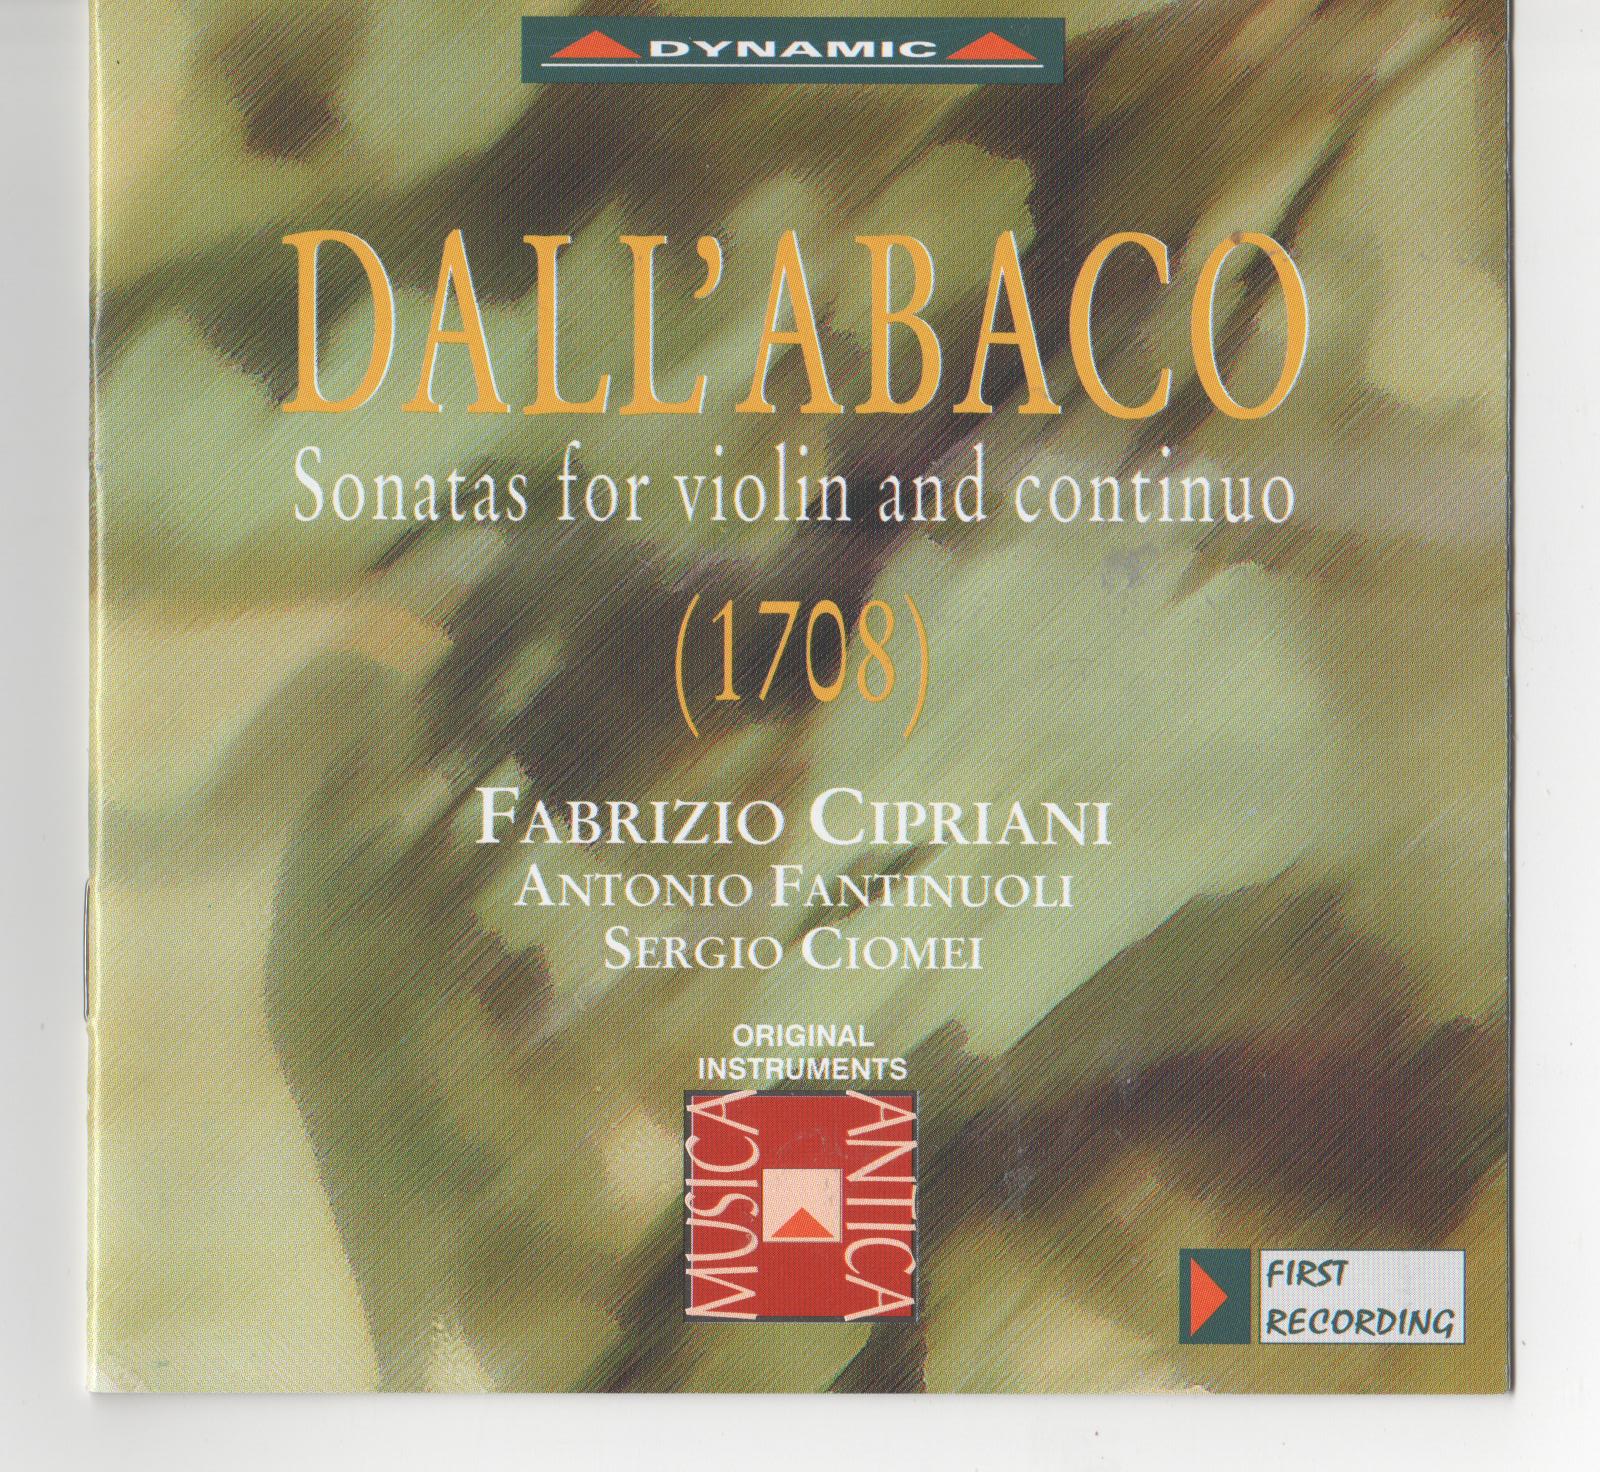 DYNAMIC
DALL'ABACO
Sonatas for violin and continuo
(1708)
FABRIZIO CIPRIANI
ANTONIO FANTINUOLI
SERGIO CIOMEI
ORIGINAL
INSTRUMENTS
MUSICA
ANTICA
FIRST
RECORDING